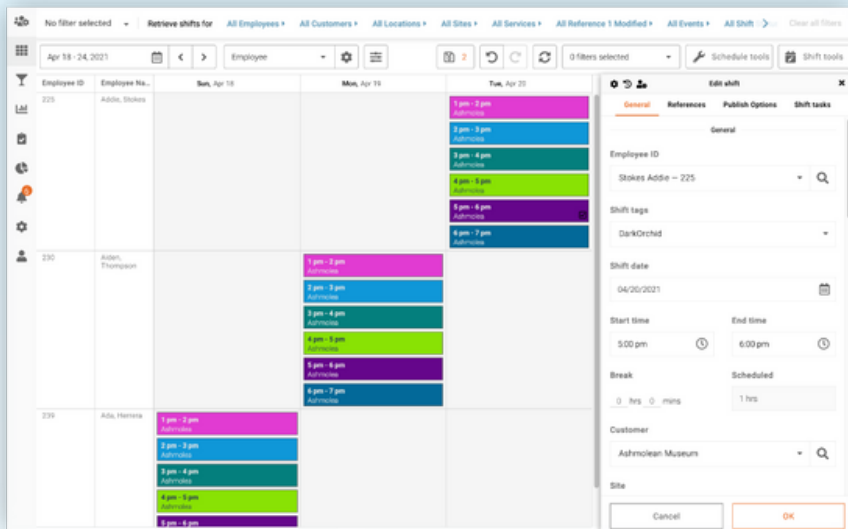 No filter selected
Retrieve shifts for
All Employees
All Customers
All Locations
All Sites
All Services
All Reference 1 Modified
All Events
All Shift
Clear all filters
Apr 18 - 24, 2021
Employee
2
0 filters selected
Schedule tools
Shift tools
Employee ID
Employee Na...
Sun, Apr 18
Mon, Apr 19
Tue, Apr 20
225
Addie, Stokes
1 pm - 2 pm
Ashmolea
2 pm - 3 pm
Ashmolea
3 pm - 4 pm
Ashmolea
4 pm - 5 pm
Ashmolea
5 pm - 6 pm
Ashmolea
6 pm - 7 pm
Ashmolea
230
Aidan,
Thompson
1 pm - 2 pm
Ashmolea
2 pm - 3 pm
Ashmolea
3 pm - 4 pm
Ashmolea
4 pm - 5 pm
Ashmolea
5 pm - 6 pm
Ashmolea
6 pm - 7 pm
Ashmolea
239
Ada, Herrera
1 pm - 2 pm
Ashmolea
2 pm - 3 pm
Ashmolea
3 pm - 4 pm
Ashmolea
4 pm - 5 pm
Ashmolea
5 pm - 6 pm
Edit shift
General
References
Publish Options
Shift tasks
General
Employee ID
Stokes Addie – 225
Shift tags
DarkOrchid
Shift date
04/20/2021
Start time
End time
5:00 pm
6:00 pm
Break
Scheduled
0 hrs 0 mins
1 hrs
Customer
Ashmolean Museum
Site
Cancel
OK